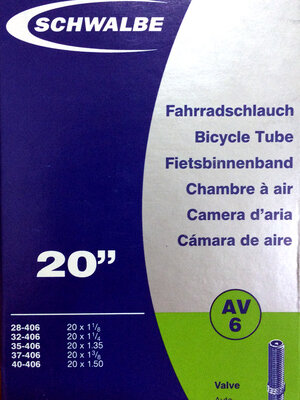 SCHWALBE
Fahrradschlauch
Bicycle Tube
Fietsbinnenband
Chambre à air
Camera d'aria
Cámara de aire
20"
28-406 20 x 1 1/8
32-406 20 x 1 1/4
35-406 20 x 1.35
37-406 20 x 1 3/8
40-406 20 x 1.50
AV
6
Valve
Auto